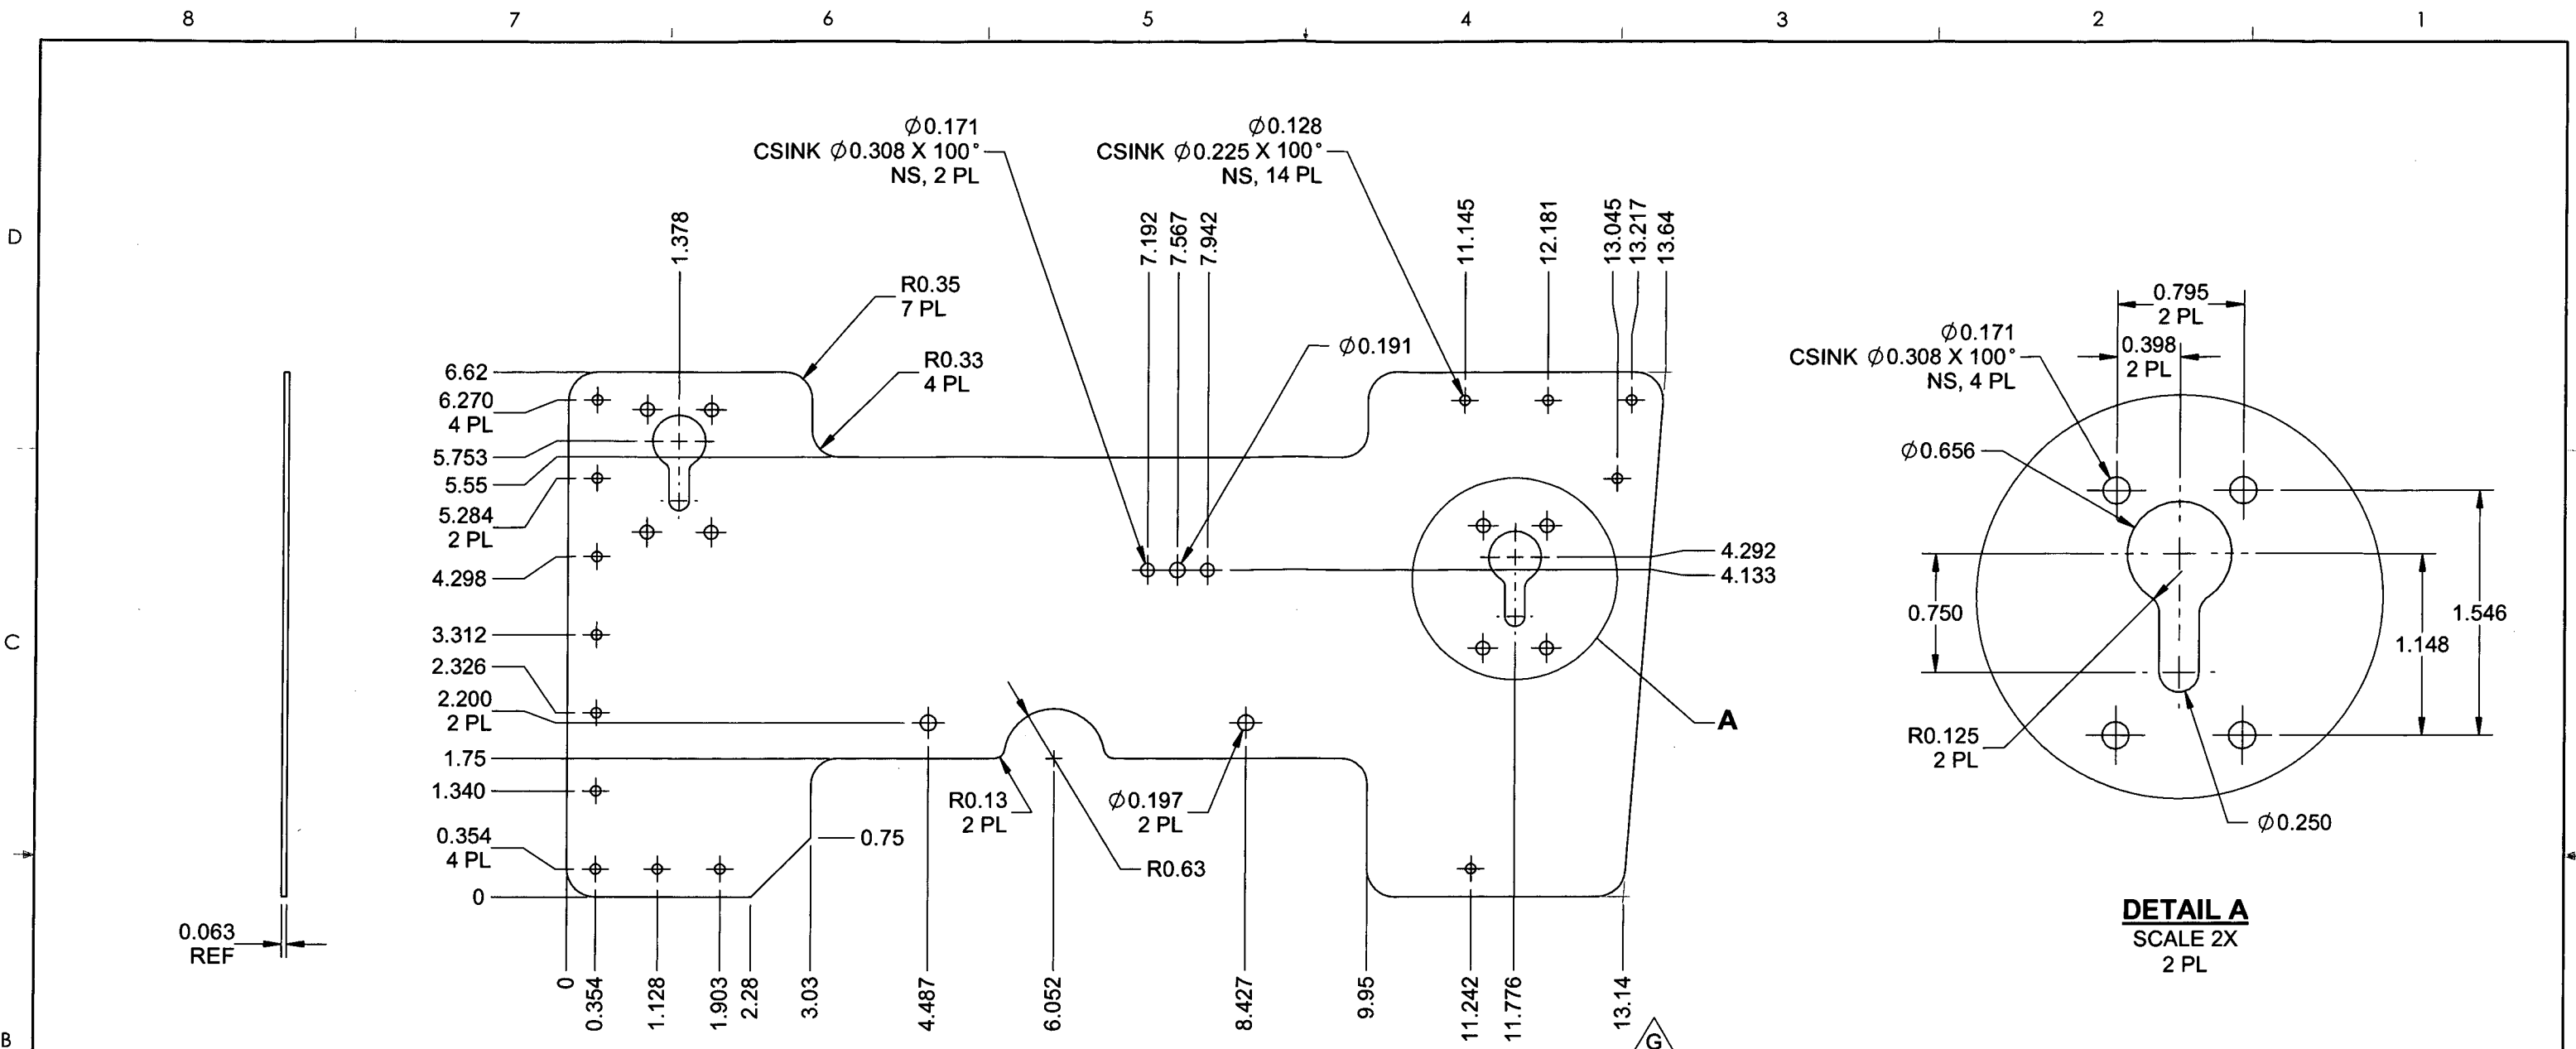 8 7 6 5 4 3 2 1
D
C
B
Ø0.171
CSINK Ø0.308 X 100°
NS, 2 PL
Ø0.128
CSINK Ø0.225 X 100°
NS, 14 PL
1.378
7.192
7.567
7.942
11.145
12.181
13.045
13.217
13.64
R0.35
7 PL
R0.33
4 PL
Ø0.191
6.62
6.270
4 PL
5.753
5.55
5.284
2 PL
4.298
3.312
2.326
2.200
2 PL
1.75
1.340
0.354
4 PL
0
4.292
4.133
A
R0.13
2 PL
Ø0.197
2 PL
0.75
R0.63
0.063
REF
0
0.354
1.128
1.903
2.28
3.03
4.487
6.052
8.427
9.95
11.242
11.776
13.14
G
0.795
2 PL
Ø0.171
CSINK Ø0.308 X 100°
NS, 4 PL
0.398
2 PL
Ø0.656
0.750
1.546
1.148
R0.125
2 PL
Ø0.250
DETAIL A
SCALE 2X
2 PL